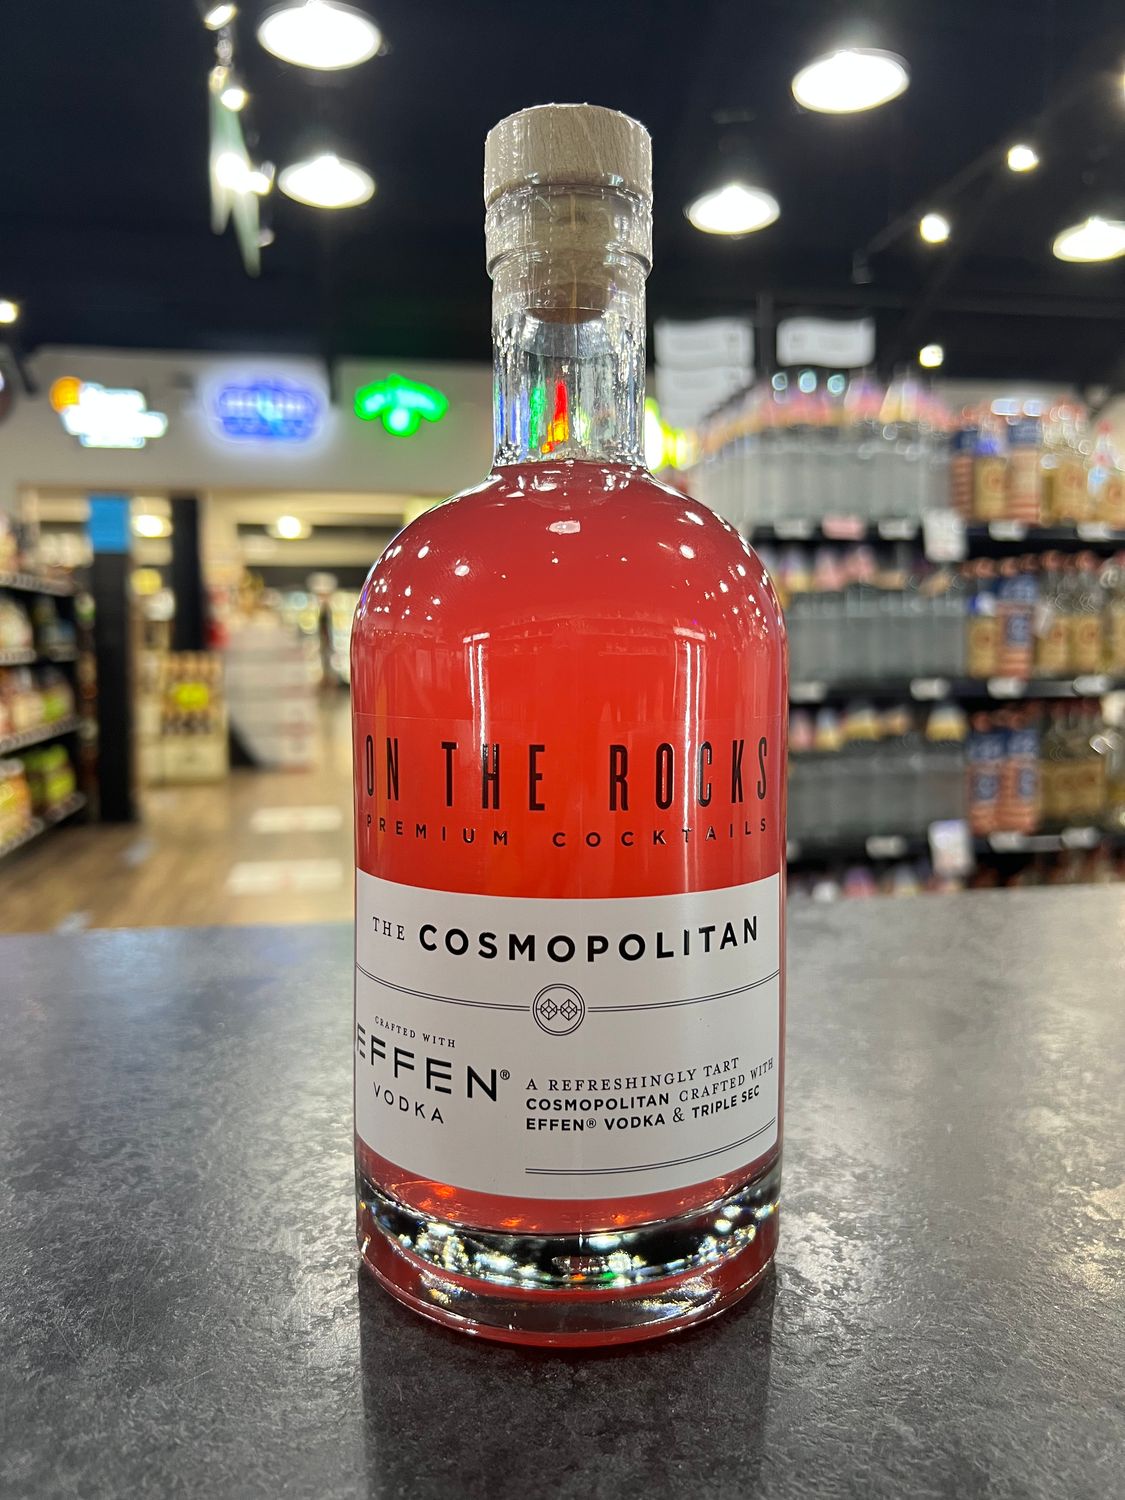 ON THE ROCKS
PREMIUM COCKTAILS
THE COSMOPOLITAN
CRAFTED WITH
EFFEN®
VODKA
A REFRESHINGLY TART
COSMOPOLITAN CRAFTED WITH
EFFEN® VODKA & TRIPLE SEC